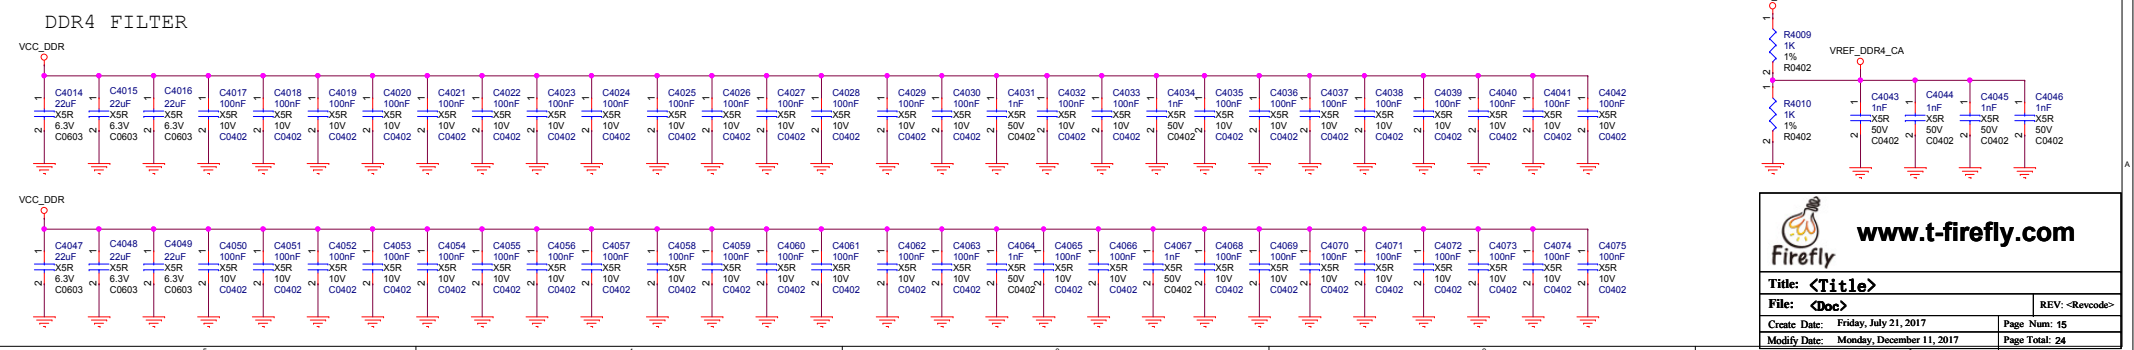 DDR4 FILTER
VCC_DDR
C4014 C4015 C4016 C4017 C4018 C4019 C4020 C4021 C4022 C4023 C4024 C4025 C4026 C4027 C4028 C4029 C4030 C4031 C4032 C4033 C4034 C4035 C4036 C4037 C4038 C4039 C4040 C4041 C4042
22uF 22uF 22uF 100nF 100nF 100nF 100nF 100nF 100nF 100nF 100nF 100nF 100nF 100nF 100nF 100nF 100nF 1nF 100nF 100nF 1nF 100nF 100nF 100nF 100nF 100nF 100nF 100nF 100nF
X5R X5R X5R X5R X5R X5R X5R X5R X5R X5R X5R X5R X5R X5R X5R X5R X5R X5R X5R X5R X5R X5R X5R X5R X5R X5R X5R X5R X5R
6.3V 6.3V 6.3V 10V 10V 10V 10V 10V 10V 10V 10V 10V 10V 10V 10V 10V 10V 50V 10V 10V 50V 10V 10V 10V 10V 10V 10V 10V 10V
C0603 C0603 C0603 C0402 C0402 C0402 C0402 C0402 C0402 C0402 C0402 C0402 C0402 C0402 C0402 C0402 C0402 C0402 C0402 C0402 C0402 C0402 C0402 C0402 C0402 C0402 C0402 C0402 C0402
R4009
1K
1%
R0402
VREF_DDR4_CA
R4010
1K
1%
R0402
C4043 C4044 C4045 C4046
1nF 1nF 1nF 1nF
X5R X5R X5R X5R
50V 50V 50V 50V
C0402 C0402 C0402 C0402
A
VCC_DDR
C4047 C4048 C4049 C4050 C4051 C4052 C4053 C4054 C4055 C4056 C4057 C4058 C4059 C4060 C4061 C4062 C4063 C4064 C4065 C4066 C4067 C4068 C4069 C4070 C4071 C4072 C4073 C4074 C4075
22uF 22uF 22uF 100nF 100nF 100nF 100nF 100nF 100nF 100nF 100nF 100nF 100nF 100nF 100nF 100nF 100nF 1nF 100nF 100nF 1nF 100nF 100nF 100nF 100nF 100nF 100nF 100nF 100nF
X5R X5R X5R X5R X5R X5R X5R X5R X5R X5R X5R X5R X5R X5R X5R X5R X5R X5R X5R X5R X5R X5R X5R X5R X5R X5R X5R X5R X5R
6.3V 6.3V 6.3V 10V 10V 10V 10V 10V 10V 10V 10V 10V 10V 10V 10V 10V 10V 50V 10V 10V 50V 10V 10V 10V 10V 10V 10V 10V 10V
C0603 C0603 C0603 C0402 C0402 C0402 C0402 C0402 C0402 C0402 C0402 C0402 C0402 C0402 C0402 C0402 C0402 C0402 C0402 C0402 C0402 C0402 C0402 C0402 C0402 C0402 C0402 C0402 C0402
Firefly
www.t-firefly.com
Title: <Title>
File: <Doc>
REV: <Revcode>
Create Date: Friday, July 21, 2017
Page Num: 15
Modify Date: Monday, December 11, 2017
Page Total: 24